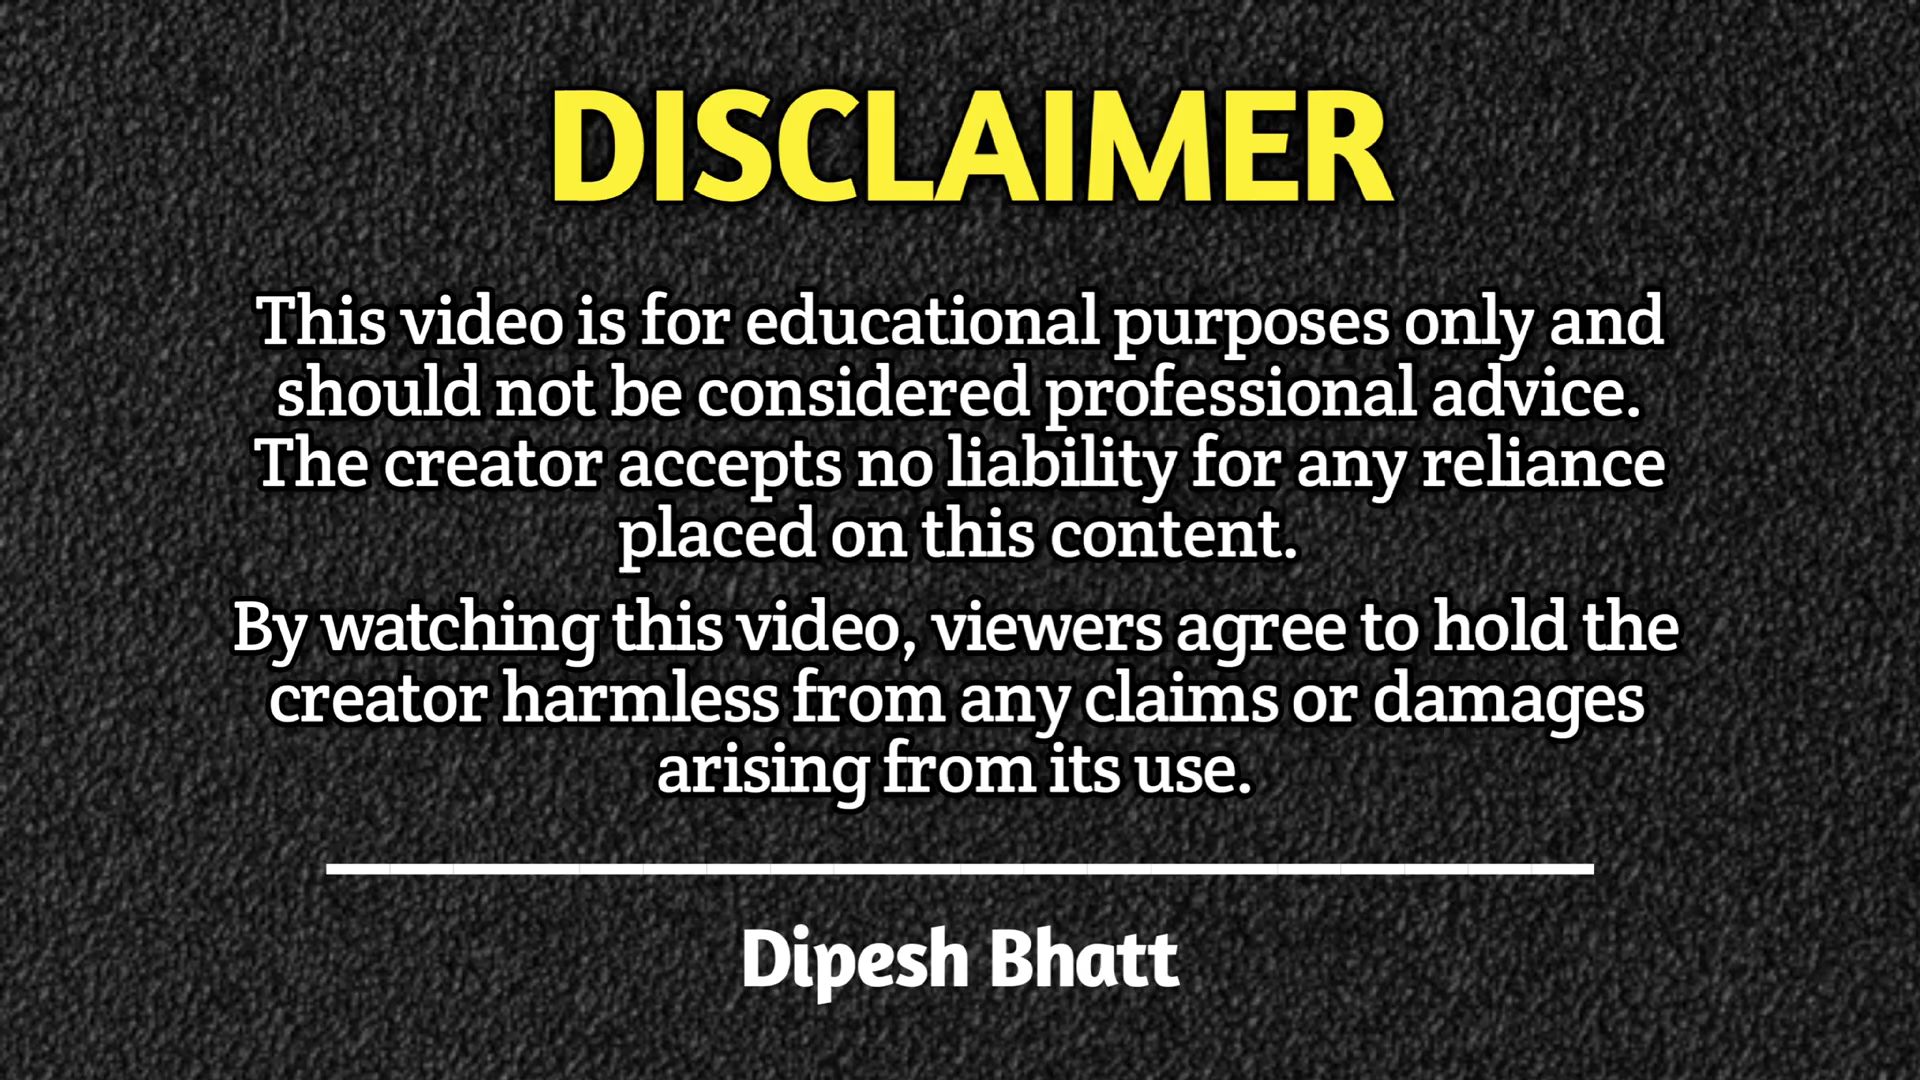 DISCLAIMER
This video is for educational purposes only and
should not be considered professional advice.
The creator accepts no liability for any reliance
placed on this content.
By watching this video, viewers agree to hold the
creator harmless from any claims or damages
arising from its use.
Dipesh Bhatt